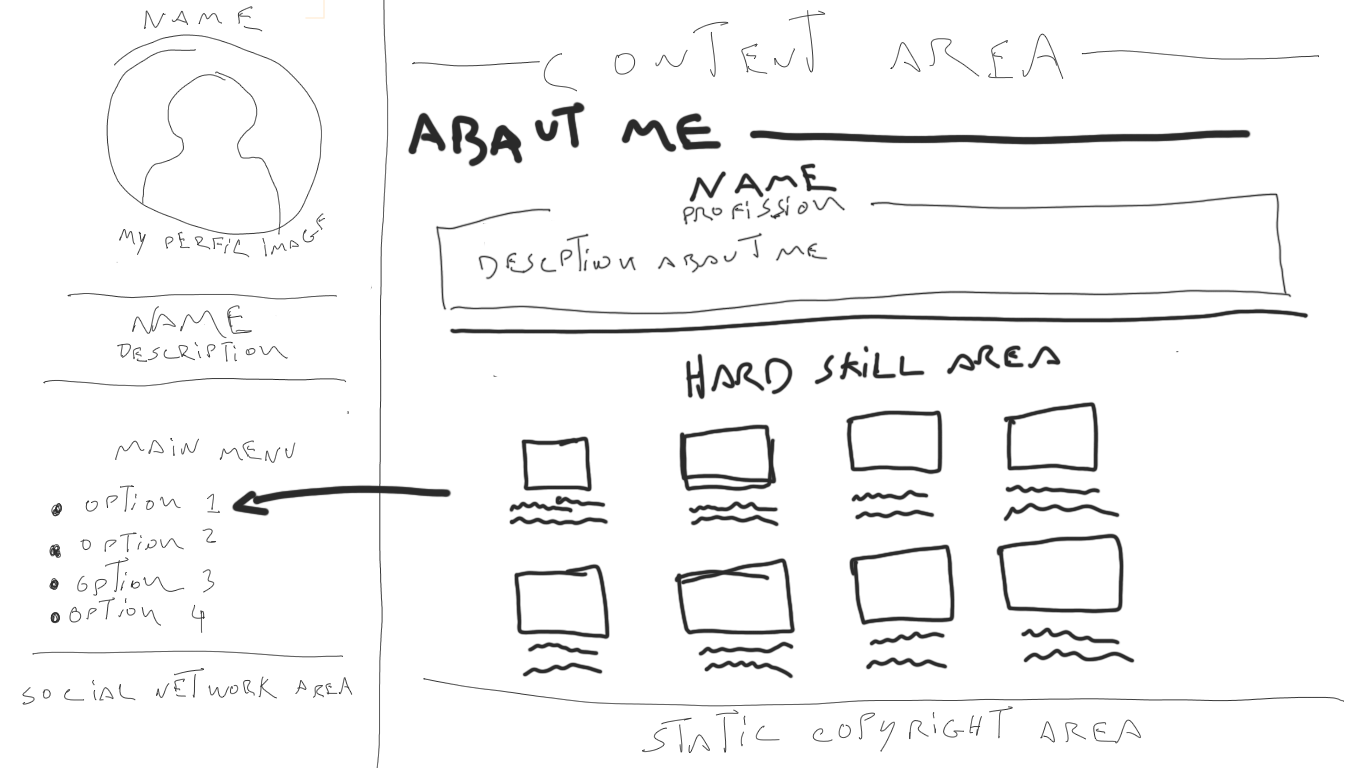 NAME
MY PERFIL IMAGE
NAME
DESCRIPTION
MAIN MENU
OPTION 1
OPTION 2
OPTION 3
OPTION 4
SOCIAL NETWORK AREA
CONTENT AREA
ABAUT ME
NAME
PROFISSION
DESCPTION ABAUT ME
HARD SKILL AREA
STATIC COPYRIGHT AREA